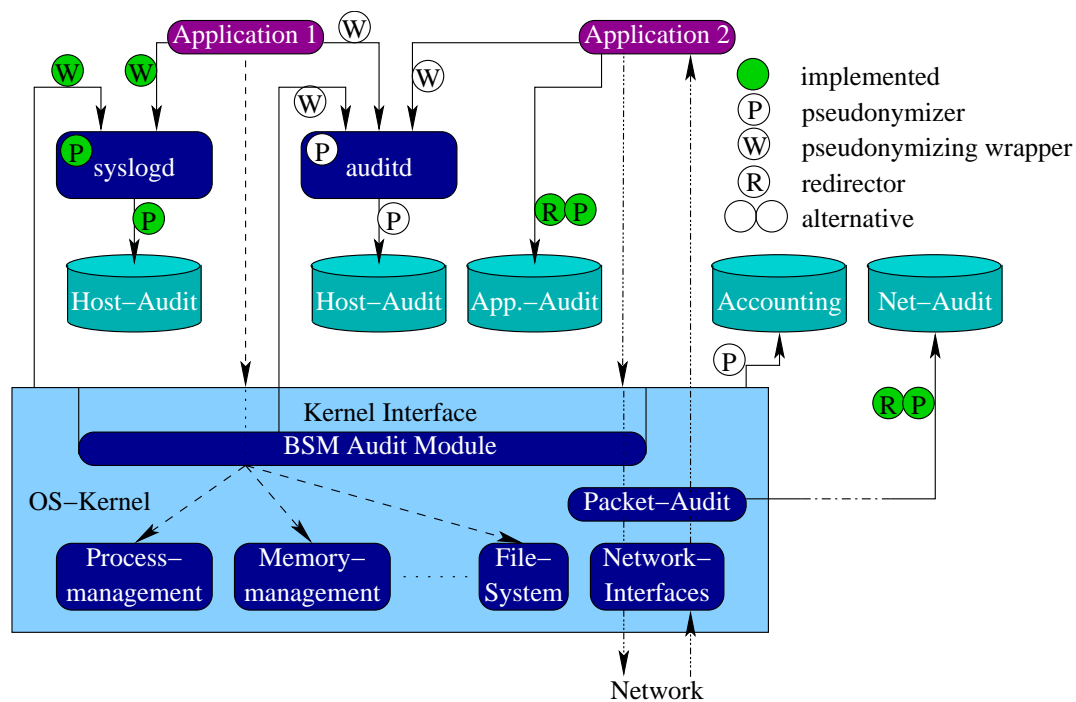 Application 1
W
Application 2
W
W
W
W
W
implemented
P
pseudonymizer
W
pseudonymizing wrapper
R
redirector
alternative
P
syslogd
P
auditd
P
P
R P
Host–Audit
Host–Audit
App.–Audit
Accounting
Net–Audit
P
R P
Kernel Interface
BSM Audit Module
OS–Kernel
Packet–Audit
Process–
management
Memory–
management
File–
System
Network–
Interfaces
Network